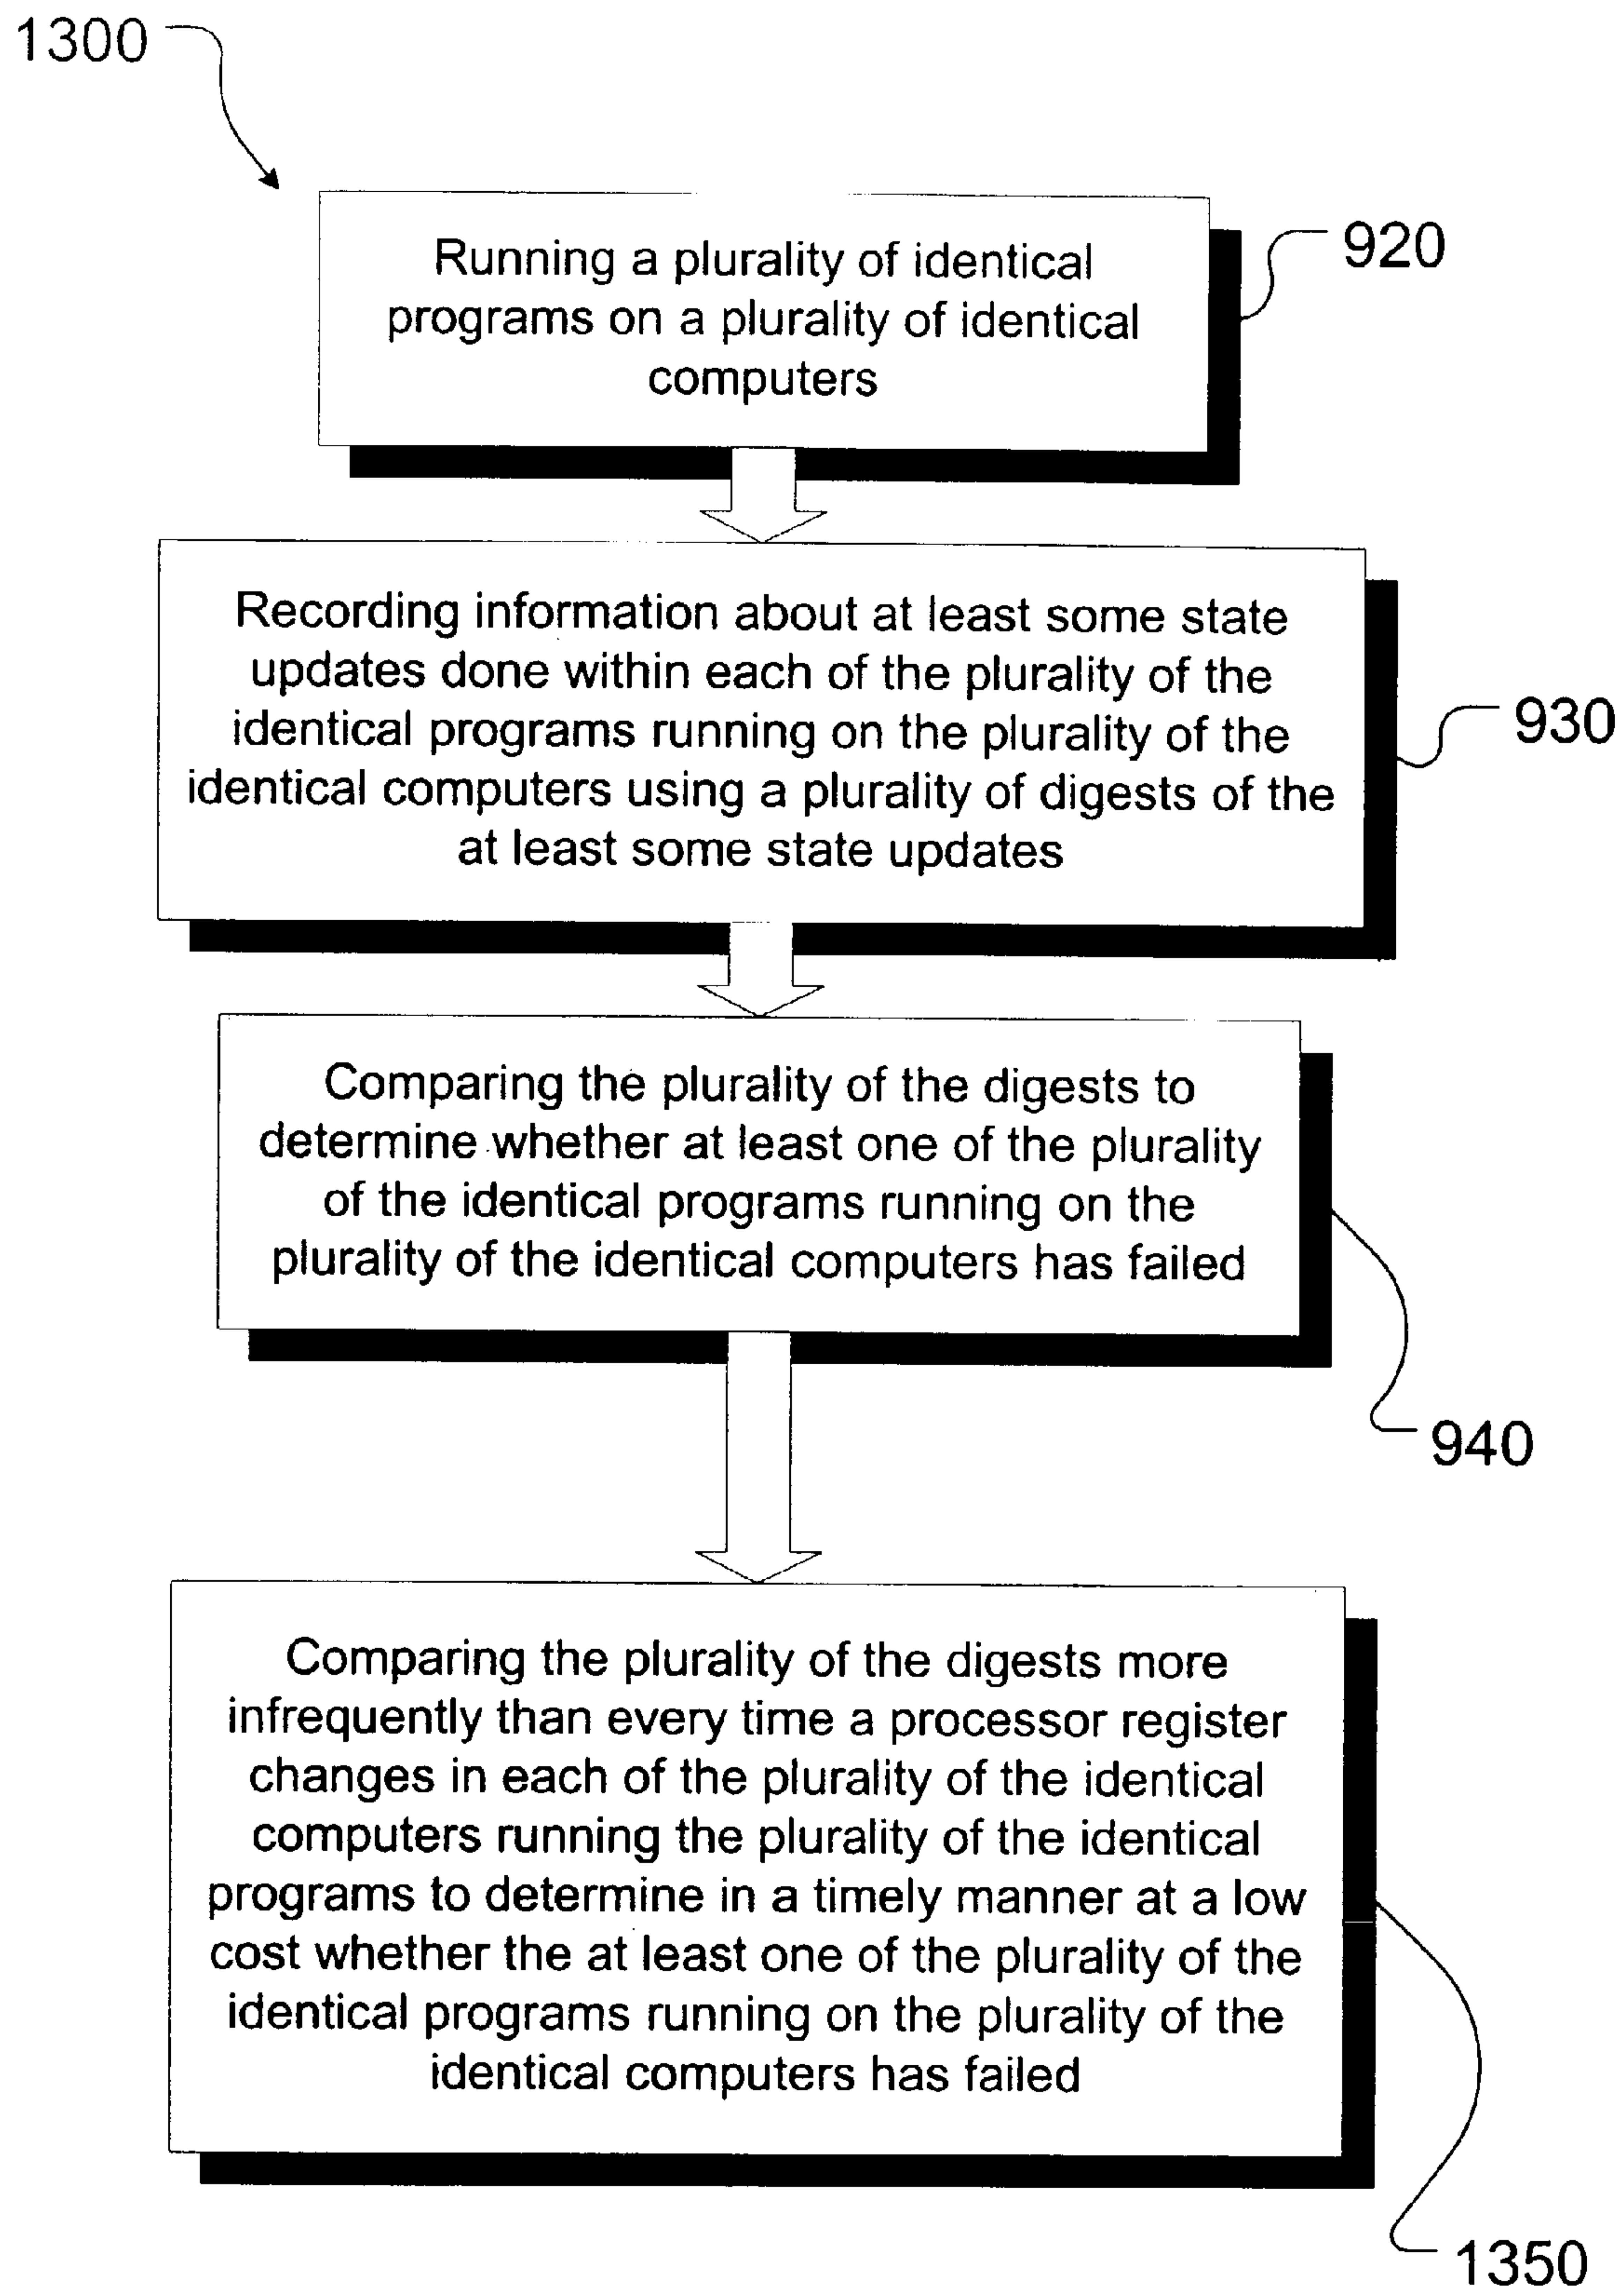 1300
Running a plurality of identical
programs on a plurality of identical
computers
920
Recording information about at least some state
updates done within each of the plurality of the
identical programs running on the plurality of the
identical computers using a plurality of digests of the
at least some state updates
930
Comparing the plurality of the digests to
determine whether at least one of the plurality
of the identical programs running on the
plurality of the identical computers has failed
940
Comparing the plurality of the digests more
infrequently than every time a processor register
changes in each of the plurality of the identical
computers running the plurality of the identical
programs to determine in a timely manner at a low
cost whether the at least one of the plurality of the
identical programs running on the plurality of the
identical computers has failed
1350